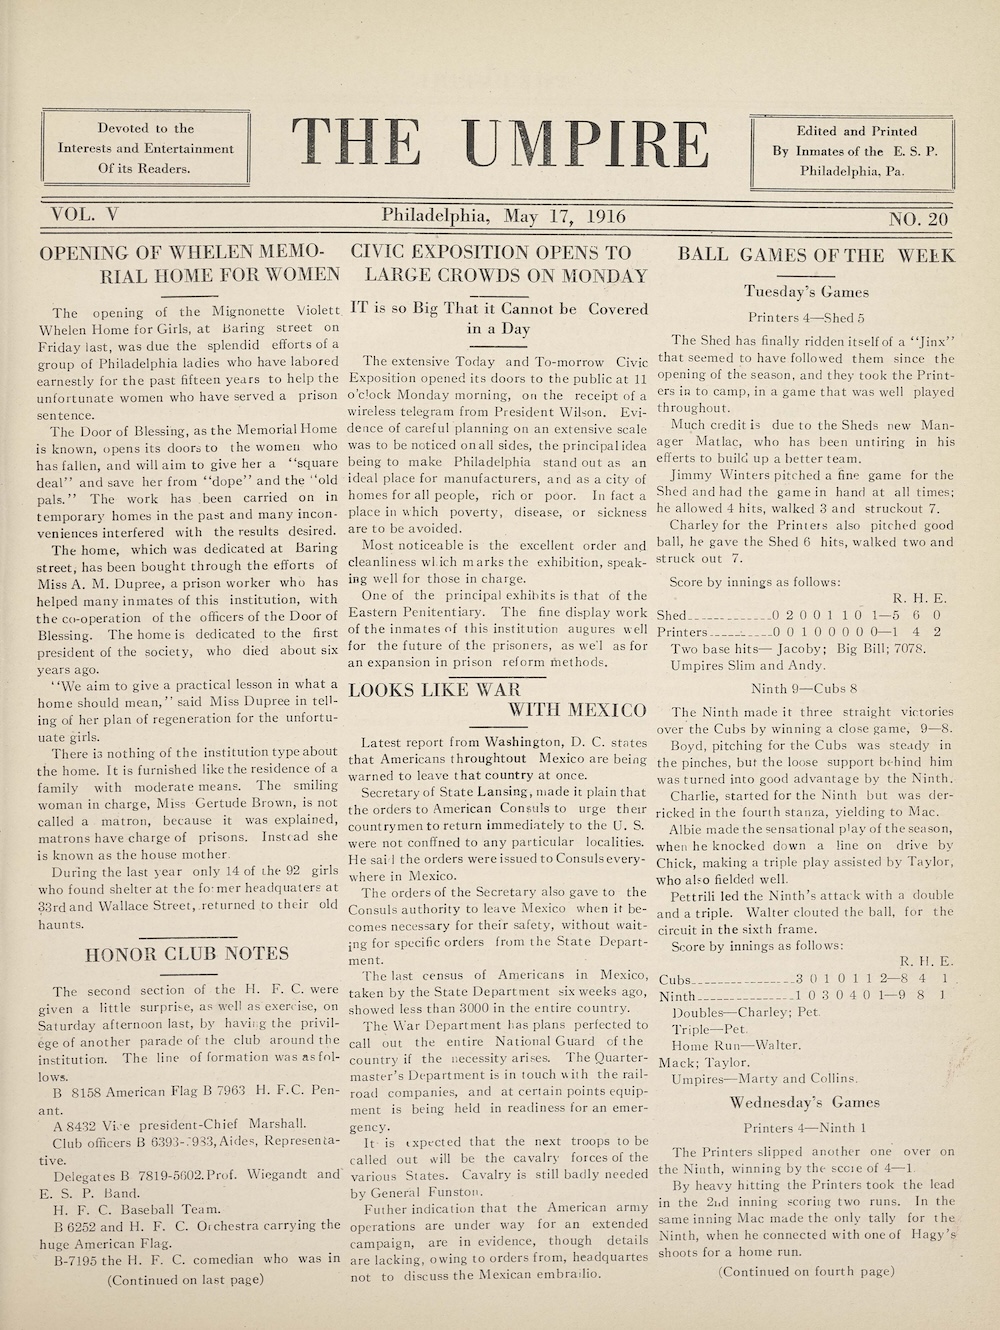 Devoted to the
Interests and Entertainment
Of its Readers.
THE UMPIRE
Edited and Printed
By Inmates of the E. S. P.
Philadelphia, Pa.
VOL. V
Philadelphia, May 17, 1916
NO. 20
OPENING OF WHELEN MEMO-
RIAL HOME FOR WOMEN
The opening of the Mignonette Violett
Whelen Home for Girls, at Baring street on
Friday last, was due the splendid efforts of a
group of Philadelphia ladies who have labored
earnestly for the past fifteen years to help the
unfortunate women who have served a prison
sentence.
The Door of Blessing, as the Memorial Home
is known, opens its doors to the women who
has fallen, and will aim to give her a "square
deal" and save her from "dope" and the "old
pals." The work has been carried on in
temporary homes in the past and many incon-
veniences interfered with the results desired.
The home, which was dedicated at Baring
street, has been bought through the efforts of
Miss A. M. Dupree, a prison worker who has
helped many inmates of this institution, with
the co-operation of the officers of the Door of
Blessing. The home is dedicated to the first
president of the society, who died about six
years ago.
"We aim to give a practical lesson in what a
home should mean," said Miss Dupree in tell-
ing of her plan of regeneration for the unfortu-
uate girls.
There is nothing of the institution type about
the home. It is furnished like the residence of a
family with moderate means. The smiling
woman in charge, Miss Gertude Brown, is not
called a matron, because it was explained,
matrons have charge of prisons. Instead she
is known as the house mother.
During the last year only 14 of the 92 girls
who found shelter at the former headquaters at
33rd and Wallace Street, returned to their old
haunts.
HONOR CLUB NOTES
The second section of the H. F. C. were
given a little surprise, as well as exercise, on
Saturday afternoon last, by having the privil-
ege of another parade of the club around the
institution. The line of formation was as fol-
lows.
B 8158 American Flag B 7963 H. F.C. Pen-
ant.
A 8432 Vice president-Chief Marshall.
Club officers B 6393- 933, Aides, Representa-
tive.
Delegates B 7819-5602.Prof. Wiegandt and
E. S. P. Band.
H. F. C. Baseball Team.
B 6252 and H. F. C. Orchestra carrying the
huge American Flag.
B-7195 the H. F. C. comedian who was in
(Continued on last page)
CIVIC EXPOSITION OPENS TO
LARGE CROWDS ON MONDAY
IT is so Big That it Cannot be Covered
in a Day
The extensive Today and To-morrow Civic
Exposition opened its doors to the public at 11
o'clock Monday morning, on the receipt of a
wireless telegram from President Wilson. Evi-
dence of careful planning on an extensive scale
was to be noticed on all sides, the principal idea
being to make Philadelphia stand out as an
ideal place for manufacturers, and as a city of
homes for all people, rich or poor. In fact a
place in which poverty, disease, or sickness
are to be avoided.
Most noticeable is the excellent order and
cleanliness which marks the exhibition, speak-
ing well for those in charge.
One of the principal exhibits is that of the
Eastern Penitentiary. The fine display work
of the inmates of this institution augures well
for the future of the prisoners, as we'l as for
an expansion in prison reform methods.
LOOKS LIKE WAR
WITH MEXICO
Latest report from Washington, D. C. states
that Americans throughtout Mexico are being
warned to leave that country at once.
Secretary of State Lansing, made it plain that
the orders to American Consuls to urge their
countrymen to return immediately to the U. S.
were not conffned to any particular localities.
He said the orders were issued to Consuls every-
where in Mexico.
The orders of the Secretary also gave to the
Consuls authority to leave Mexico when it be-
comes necessary for their safety, without wait-
ing for specific orders from the State Depart-
ment.
The last census of Americans in Mexico,
taken by the State Department six weeks ago,
showed less than 3000 in the entire country.
The War Department has plans perfected to
call out the entire National Guard of the
country if the necessity arises. The Quarter-
master's Department is in touch with the rail-
road companies, and at certain points equip-
ment is being held in readiness for an emer-
gency.
It is expected that the next troops to be
called out will be the cavalry forces of the
various States. Cavalry is still badly needed
by General Funston.
Futher indication that the American army
operations are under way for an extended
campaign, are in evidence, though details
are lacking, owing to orders from, headquartes
not to discuss the Mexican embradio.
BALL GAMES OF THE WEEK
Tuesday's Games
Printers 4—Shed 5
The Shed has finally ridden itself of a "Jinx"
that seemed to have followed them since the
opening of the season, and they took the Print-
ers in to camp, in a game that was well played
throughout.
Much credit is due to the Sheds new Man-
ager Matlac, who has been untiring in his
efferts to build up a better team.
Jimmy Winters pitched a fine game for the
Shed and had the game in hand at all times;
he allowed 4 hits, walked 3 and struckout 7.
Charley for the Printers also pitched good
ball, he gave the Shed 6 hits, walked two and
struck out 7.
Score by innings as follows:
R. H. E.
Shed_____________0 2 0 0 1 1 0 1—5 6 0
Printers__________0 0 1 0 0 0 0 0—1 4 2
Two base hits— Jacoby; Big Bill; 7078.
Umpires Slim and Andy.
Ninth 9—Cubs 8
The Ninth made it three straight victories
over the Cubs by winning a close game, 9—8.
Boyd, pitching for the Cubs was steady in
the pinches, but the loose support behind him
was turned into good advantage by the Ninth.
Charlie, started for the Ninth but was der-
ricked in the fourth stanza, yielding to Mac.
Albie made the sensational play of the season,
when he knocked down a line on drive by
Chick, making a triple play assisted by Taylor,
who also fielded well.
Pettrili led the Ninth's attack with a double
and a triple. Walter clouted the ball, for the
circuit in the sixth frame.
Score by innings as follows:
R. H. E.
Cubs________________3 0 1 0 1 1 2—8 4 1
Ninth_______________1 0 3 0 4 0 1—9 8 1
Doubles—Charley; Pet.
Triple—Pet.
Home Run—Walter.
Mack; Taylor.
Umpires—Marty and Collins.
Wednesday's Games
Printers 4—Ninth 1
The Printers slipped another one over on
the Ninth, winning by the score of 4—1.
By heavy hitting the Printers took the lead
in the 2nd inning scoring two runs. In the
same inning Mac made the only tally for the
Ninth, when he connected with one of Hagy's
shoots for a home run.
(Continued on fourth page)